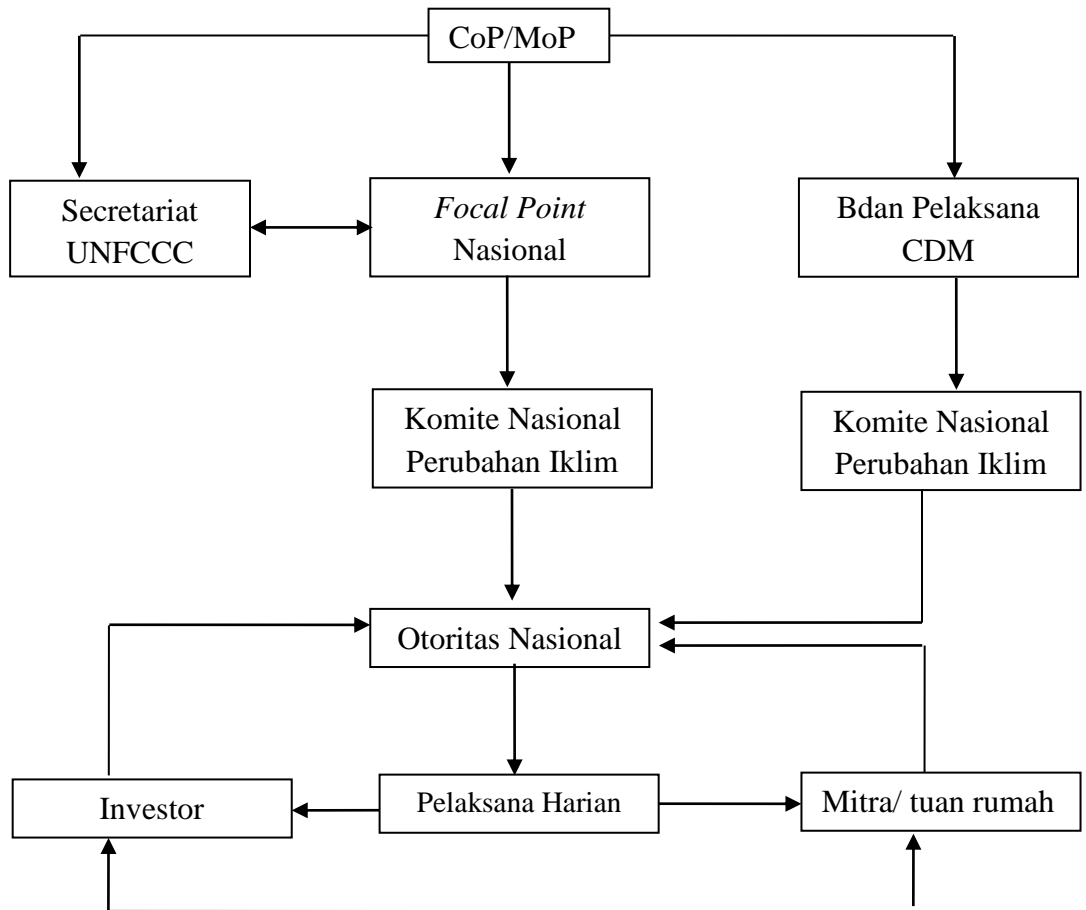 CoP/MoP
Secretariat
UNFCCC
Focal Point
Nasional
Bdan Pelaksana
CDM
Komite Nasional
Perubahan Iklim
Komite Nasional
Perubahan Iklim
Otoritas Nasional
Investor
Pelaksana Harian
Mitra/ tuan rumah